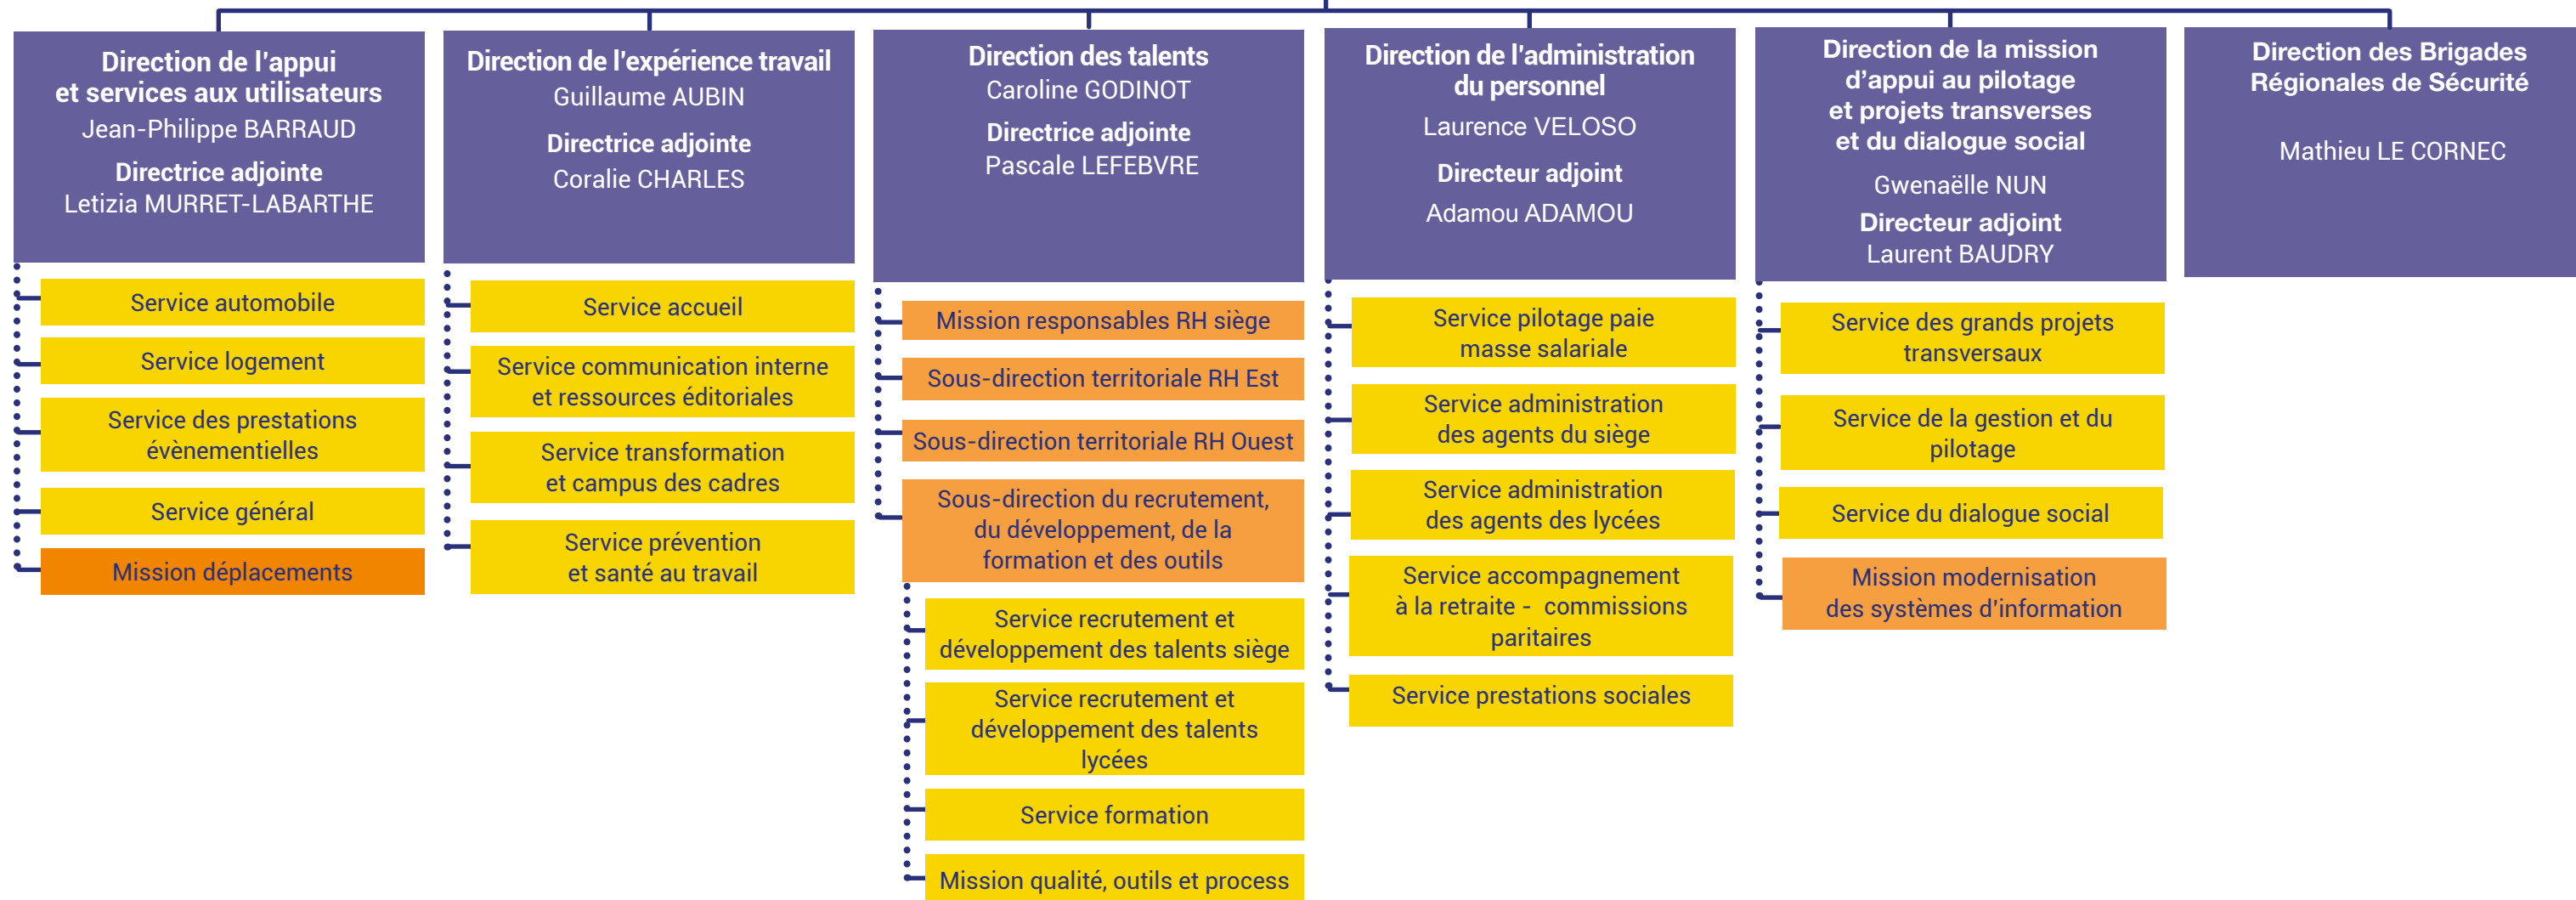 Direction de l'appui
et services aux utilisateurs
Jean-Philippe BARRAUD
Directrice adjointe
Letizia MURRET-LABARTHE
Service automobile
Service logement
Service des prestations
évènementielles
Service général
Mission déplacements
Direction de l'expérience travail
Guillaume AUBIN
Directrice adjointe
Coralie CHARLES
Service accueil
Service communication interne
et ressources éditoriales
Service transformation
et campus des cadres
Service prévention
et santé au travail
Direction des talents
Caroline GODINOT
Directrice adjointe
Pascale LEFEBVRE
Mission responsables RH siège
Sous-direction territoriale RH Est
Sous-direction territoriale RH Ouest
Sous-direction du recrutement,
du développement, de la
formation et des outils
Service recrutement et
développement des talents siège
Service recrutement et
développement des talents
lycées
Service formation
Mission qualité, outils et process
Direction de l'administration
du personnel
Laurence VELOSO
Directeur adjoint
Adamou ADAMOU
Service pilotage paie
masse salariale
Service administration
des agents du siège
Service administration
des agents des lycées
Service accompagnement
à la retraite - commissions
paritaires
Service prestations sociales
Direction de la mission
d’appui au pilotage
et projets transverses
et du dialogue social
Gwenaëlle NUN
Directeur adjoint
Laurent BAUDRY
Service des grands projets
transversaux
Service de la gestion et du
pilotage
Service du dialogue social
Mission modernisation
des systèmes d'information
Direction des Brigades
Régionales de Sécurité
Mathieu LE CORNEC